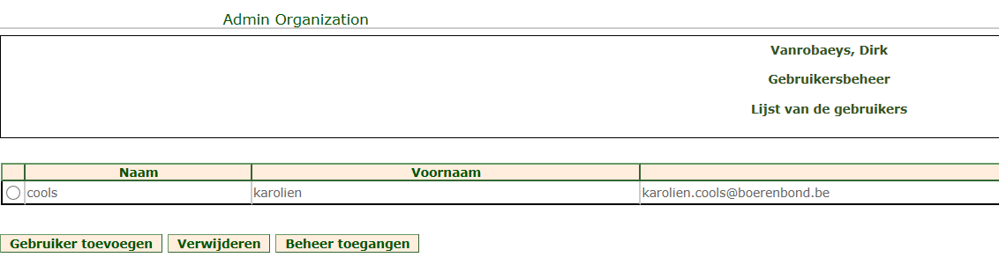 Admin Organization
Vanrobaeys, Dirk
Gebruikersbeheer
Lijst van de gebruikers
Naam Voornaam
cools karolien karolien.cools@boerenbond.be
Gebruiker toevoegen Verwijderen Beheer toegangen